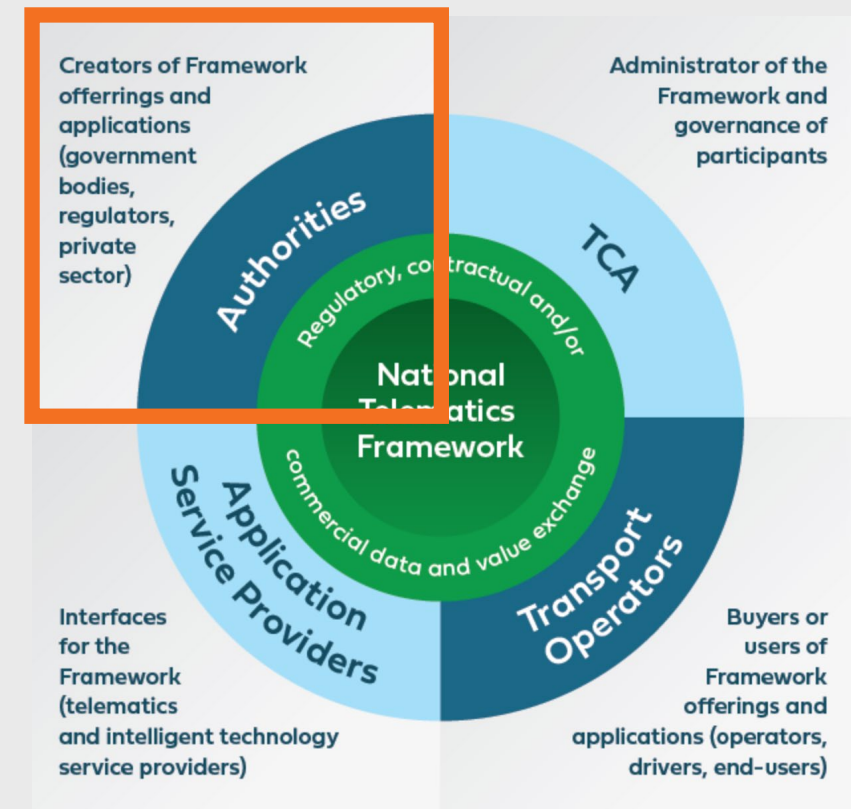 Creators of Framework
offerrings and
applications
(government
bodies,
regulators,
private
sector)
Administrator of the
Framework and
governance of
participants
Authorities
TCA
Regulatory, contractual and/or
National
Telematics
Framework
commercial data and value exchange
Application
Service Providers
Transport
Operators
Interfaces
for the
Framework
(telematics
and intelligent technology
service providers)
Buyers or
users of
Framework
offerings and
applications (operators,
drivers, end-users)